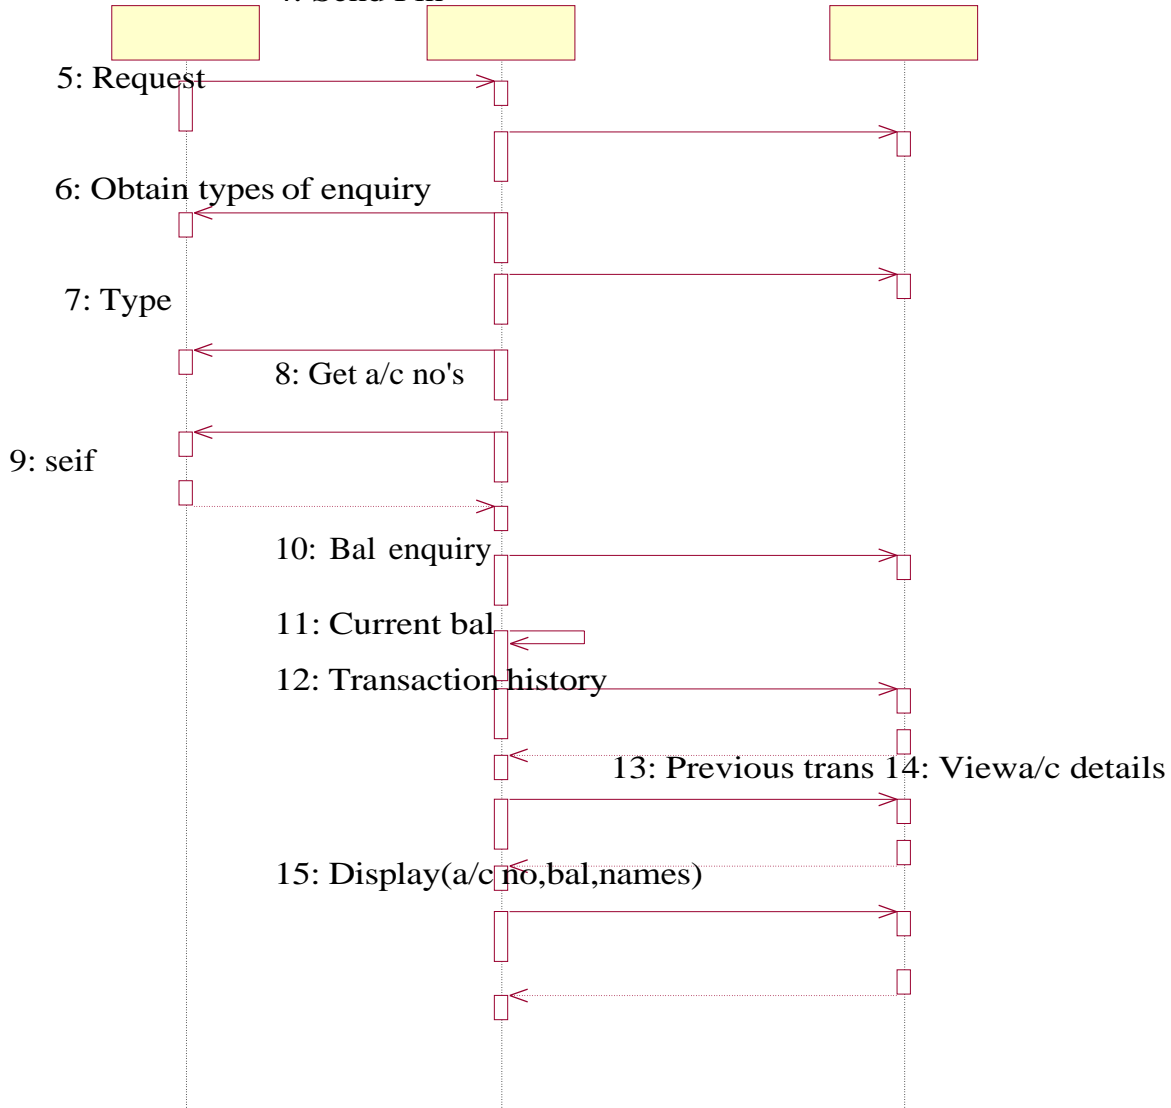 5: Request
6: Obtain types of enquiry
7: Type
8: Get a/c no's
9: seif
10: Bal enquiry
11: Current bal
12: Transaction history
13: Previous trans 14: Viewa/c details
15: Display(a/c no,bal,names)